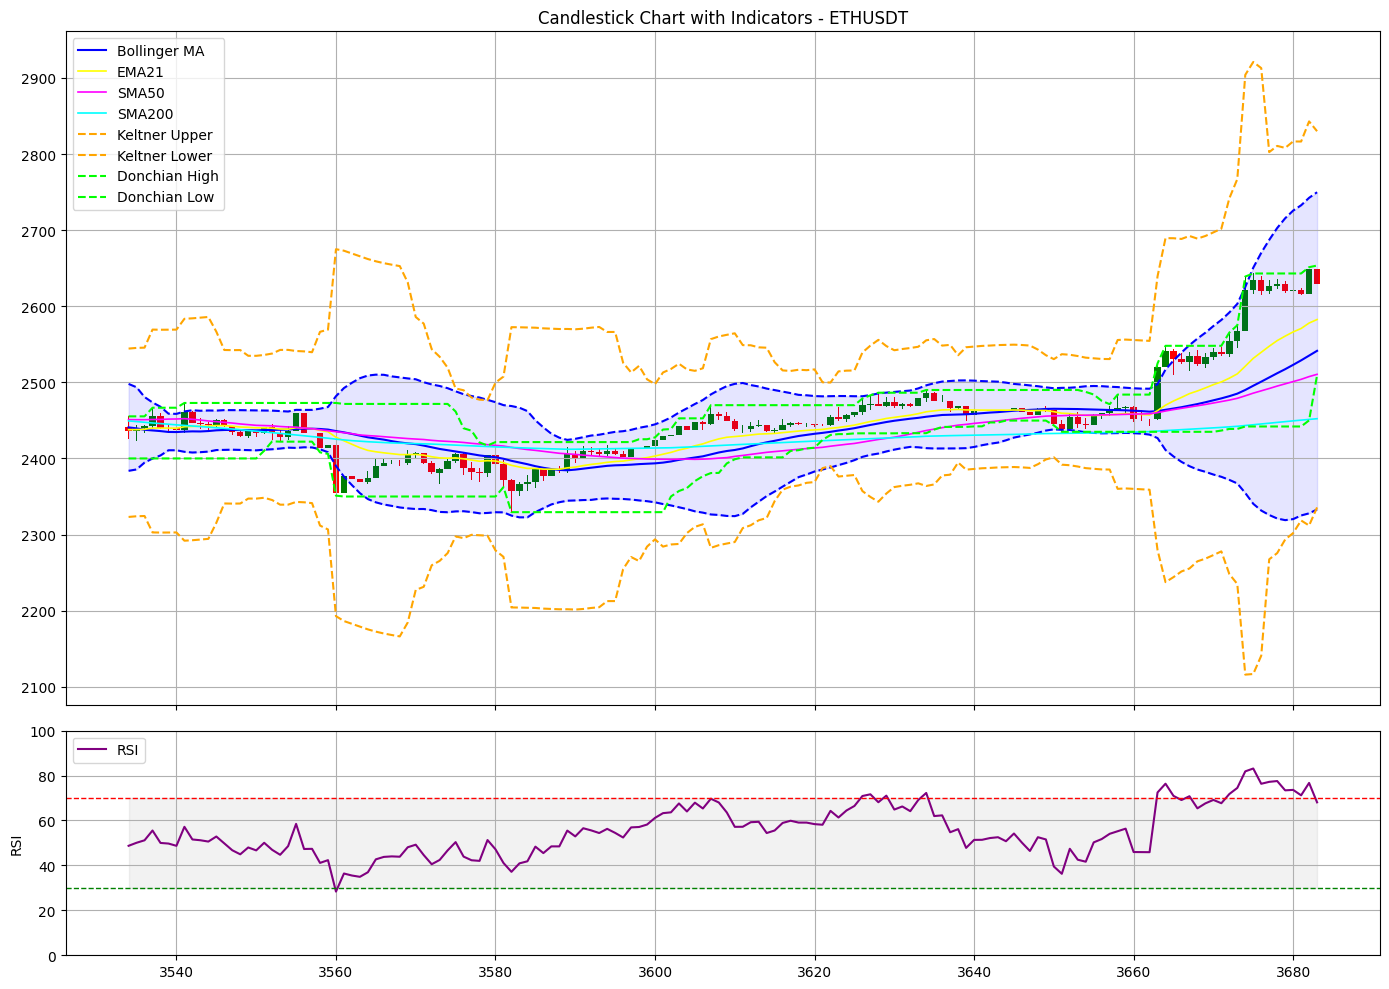 Candlestick Chart with Indicators - ETHUSDT
Bollinger MA
EMA21
SMA50
SMA200
Keltner Upper
Keltner Lower
Donchian High
Donchian Low
2900
2800
2700
2600
2500
2400
2300
2200
2100
RSI
100
80
60
40
20
0
RSI
3540 3560 3580 3600 3620 3640 3660 3680